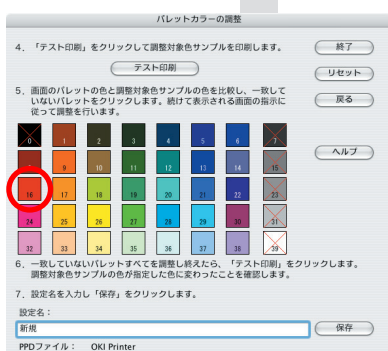 パレットカラーの調整
4. 「テスト印刷」をクリックして調整対象色サンプルを印刷します。
終了
テスト印刷
リセット
5. 画面のパレットの色と調整対象色サンプルの色を比較し、一致して
いないパレットをクリックします。続けて表示される画面の指示に
従って調整を行います。
戻る
0 1 2 3 4 5 6 7
ヘルプ
9 10 11 12 13 14 15
16 17 18 19 20 21 22 23
24 25 26 27 28 29 30 31
32 33 34 35 36 37 38 39
6. 一致していないパレットすべてを調整し終えたら、「テスト印刷」をクリックします。
調整対象色サンプルの色が指定した色に変わったことを確認します。
7. 設定名を入力し「保存」をクリックします。
設定名：
新規
保存
PPDファイル： OKI Printer